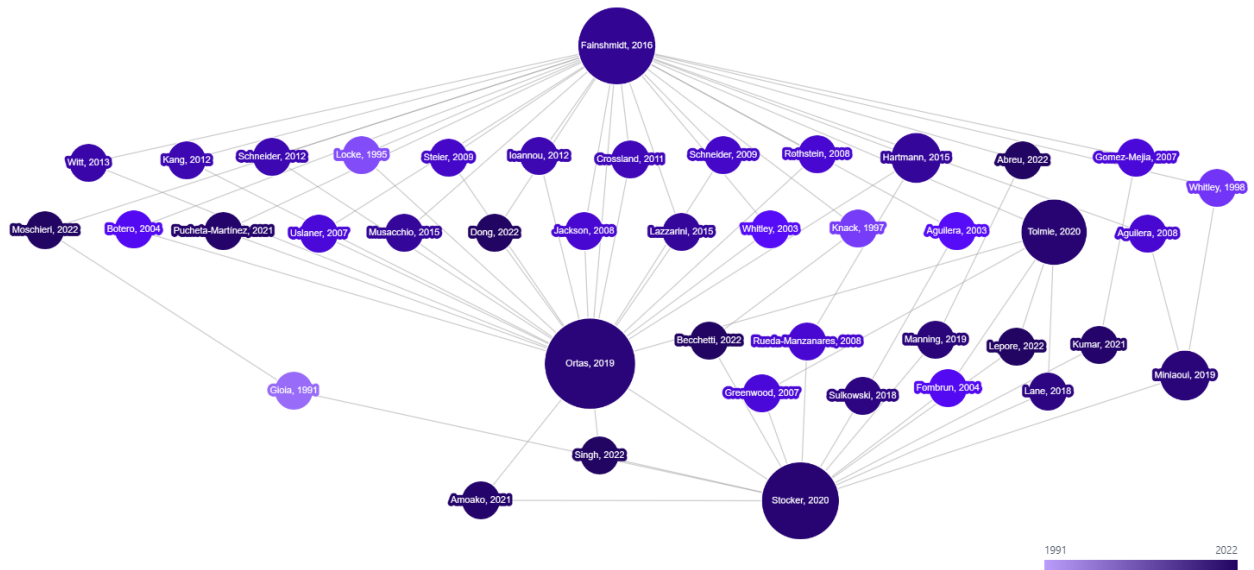 Fainshmidt, 2016
Witt, 2013
Kang, 2012
Schneider, 2012
Locke, 1995
Steier, 2009
Ioannou, 2012
Crossland, 2011
Schneider, 2009
Rothstein, 2008
Hartmann, 2015
Abreu, 2022
Gomez-Mejia, 2007
Whitley, 1998
Moschieri, 2022
Botero, 2004
Pucheta-Martínez, 2021
Uslaner, 2007
Musacchio, 2015
Dong, 2022
Jackson, 2008
Lazzarini, 2015
Whitley, 2003
Knack, 1997
Aguilera, 2003
Tolmie, 2020
Aguilera, 2008
Becchetti, 2022
Rueda-Manzanares, 2008
Manning, 2019
Lepore, 2022
Kumar, 2021
Ortas, 2019
Miniaoui, 2019
Gioia, 1991
Greenwood, 2007
Sulkowski, 2018
Fombrun, 2004
Lane, 2018
Singh, 2022
Amoako, 2021
Stocker, 2020
1991
2022